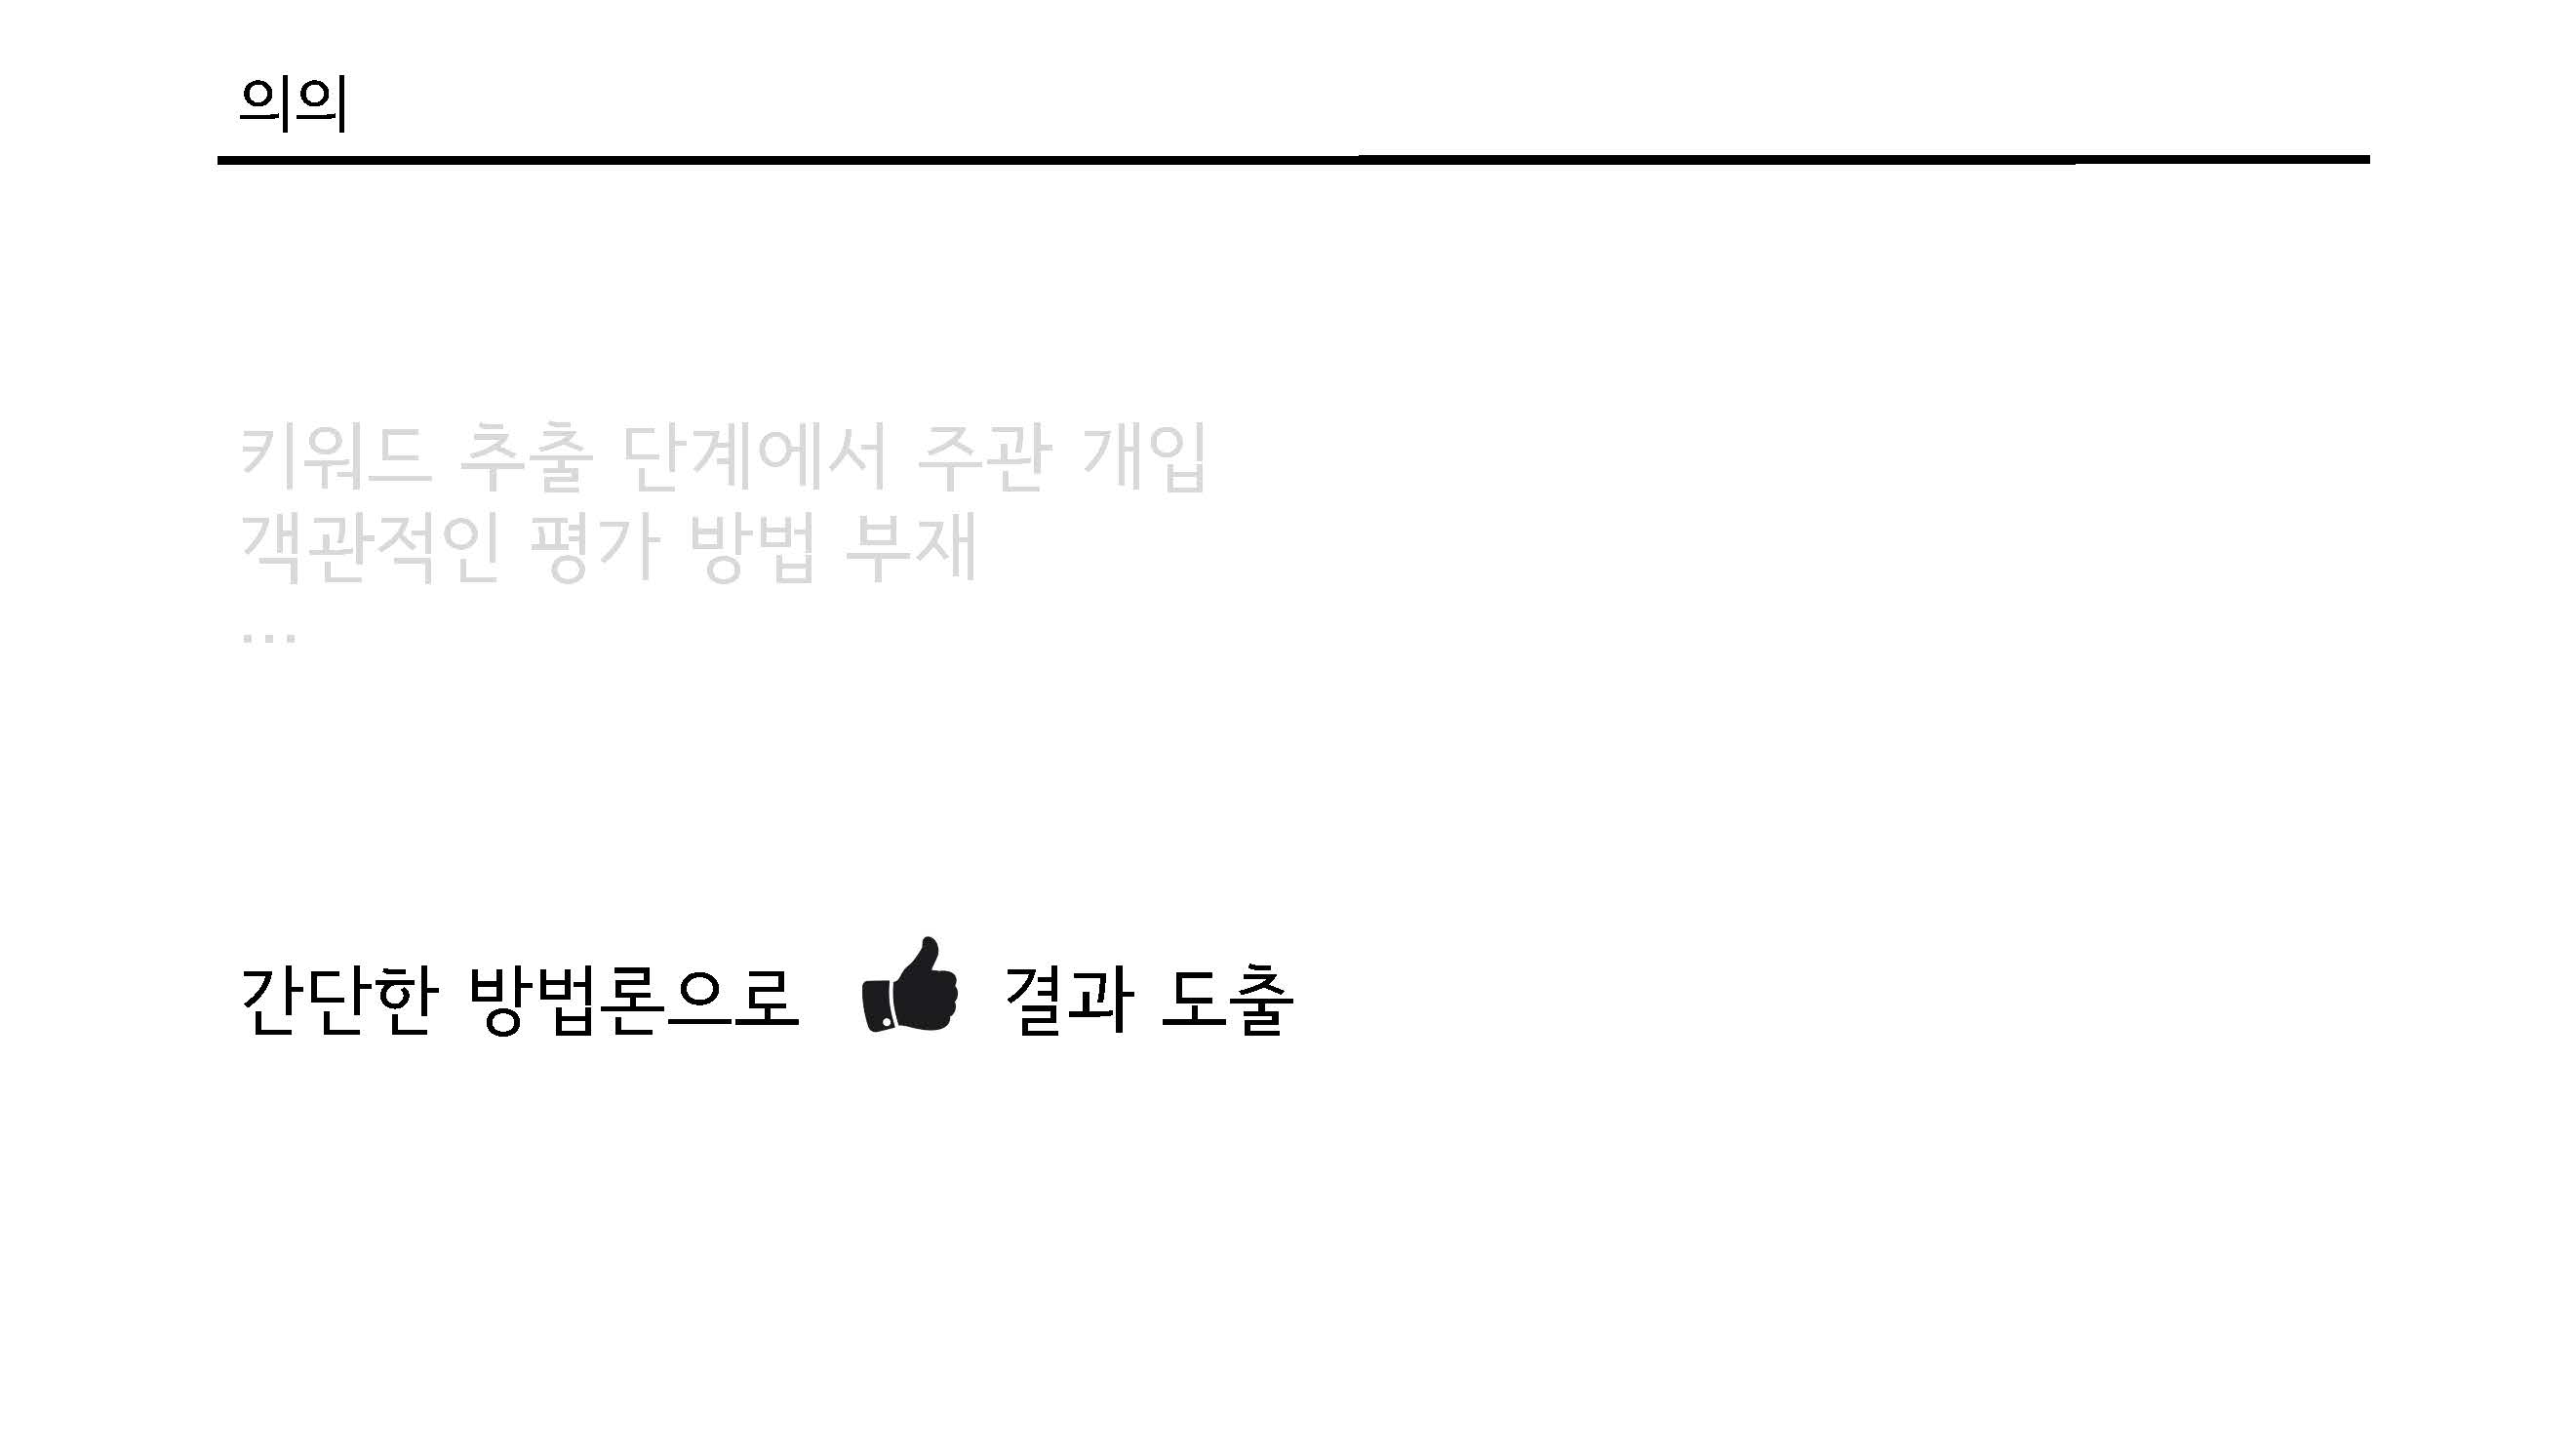 의의
키워드 추출 단계에서 주관 개입
객관적인 평가 방법 부재
...
간단한 방법론으로 결과 도출